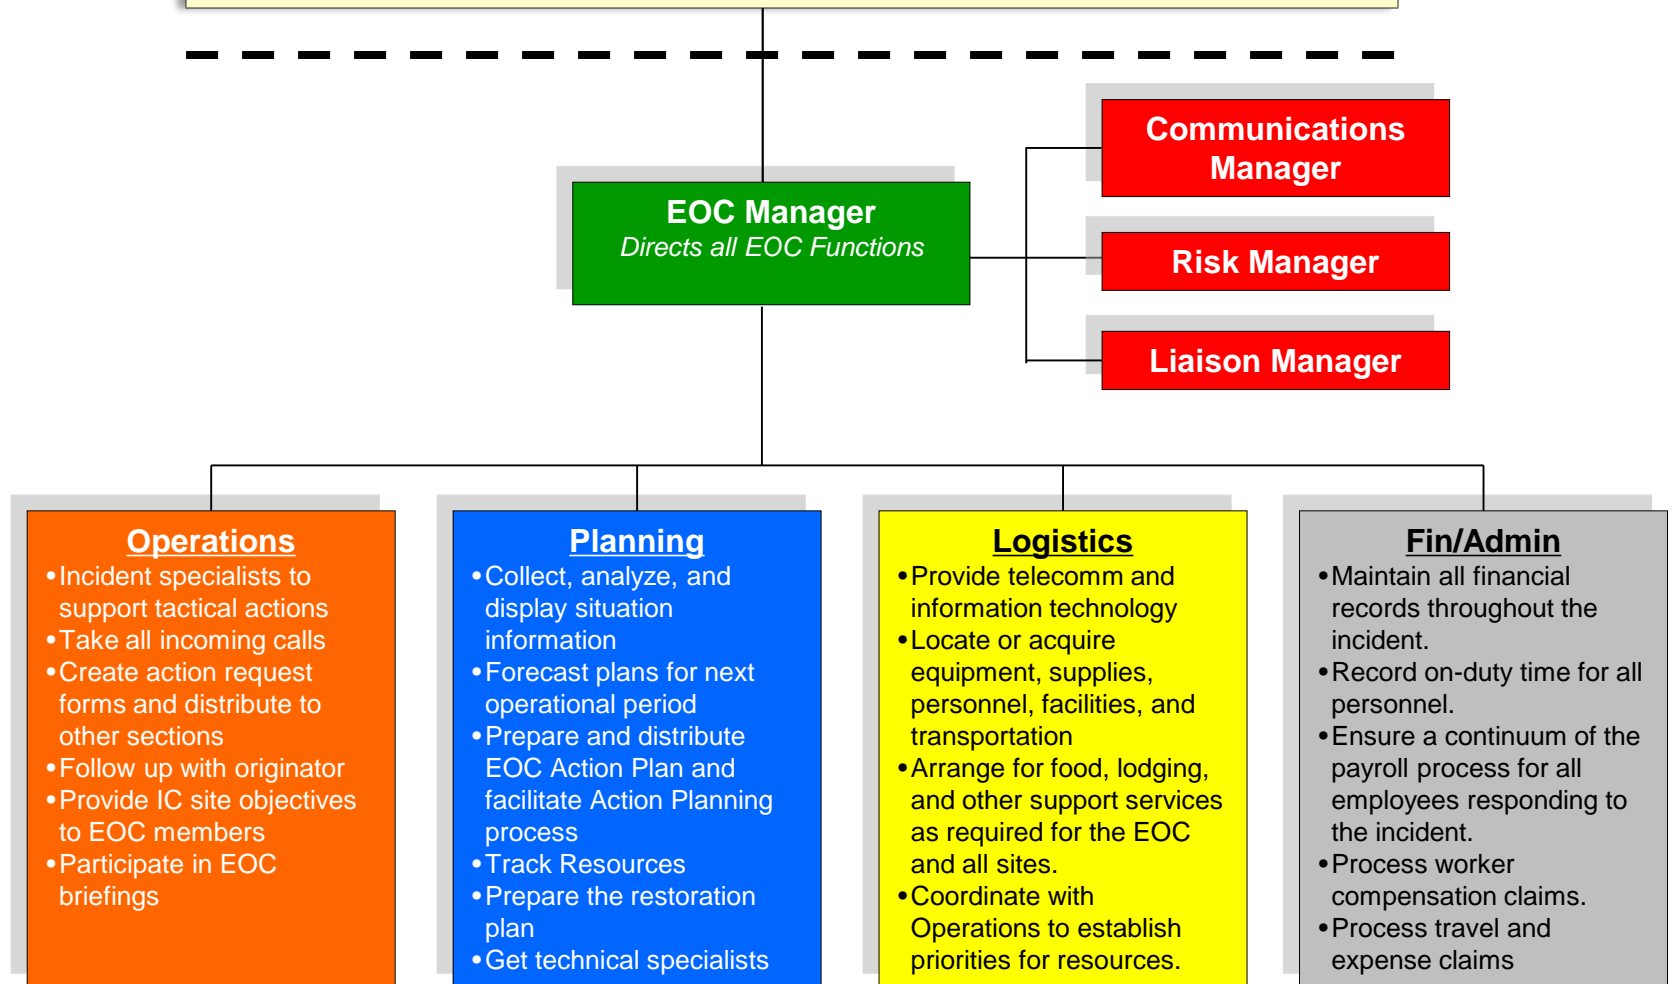 Communications
Manager
EOC Manager
Directs all EOC Functions
Risk Manager
Liaison Manager
Operations
•Incident specialists to
support tactical actions
•Take all incoming calls
•Create action request
forms and distribute to
other sections
•Follow up with originator
•Provide IC site objectives
to EOC members
•Participate in EOC
briefings
Planning
•Collect, analyze, and
display situation
information
•Forecast plans for next
operational period
•Prepare and distribute
EOC Action Plan and
facilitate Action Planning
process
•Track Resources
•Prepare the restoration
plan
•Get technical specialists
Logistics
•Provide telecomm and
information technology
•Locate or acquire
equipment, supplies,
personnel, facilities, and
transportation
•Arrange for food, lodging,
and other support services
as required for the EOC
and all sites.
•Coordinate with
Operations to establish
priorities for resources.
Fin/Admin
•Maintain all financial
records throughout the
incident.
•Record on-duty time for all
personnel.
•Ensure a continuum of the
payroll process for all
employees responding to
the incident.
•Process worker
compensation claims.
•Process travel and
expense claims